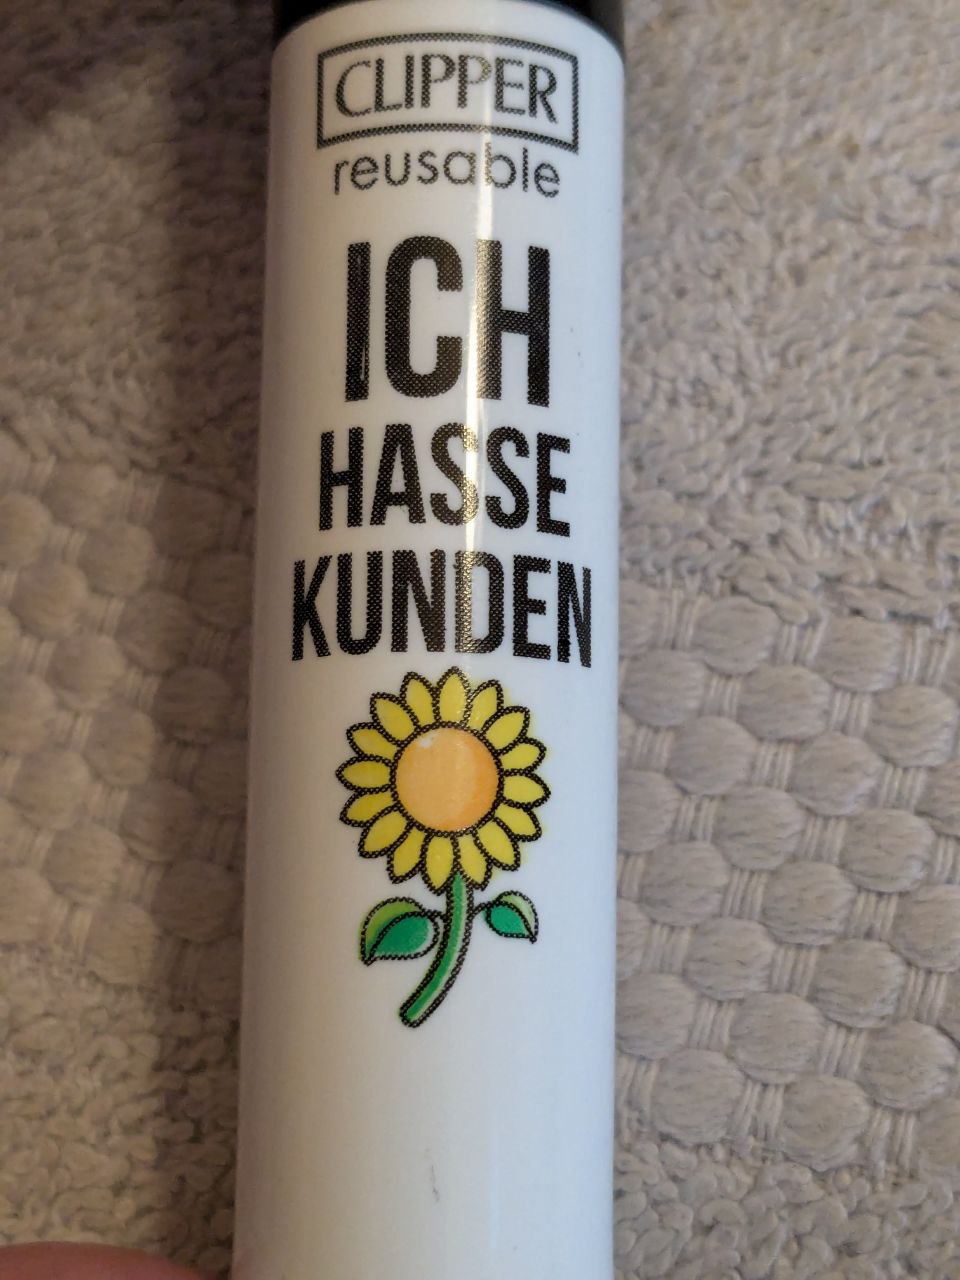 CLIPPER
reusable
ICH
HASSE
KUNDEN